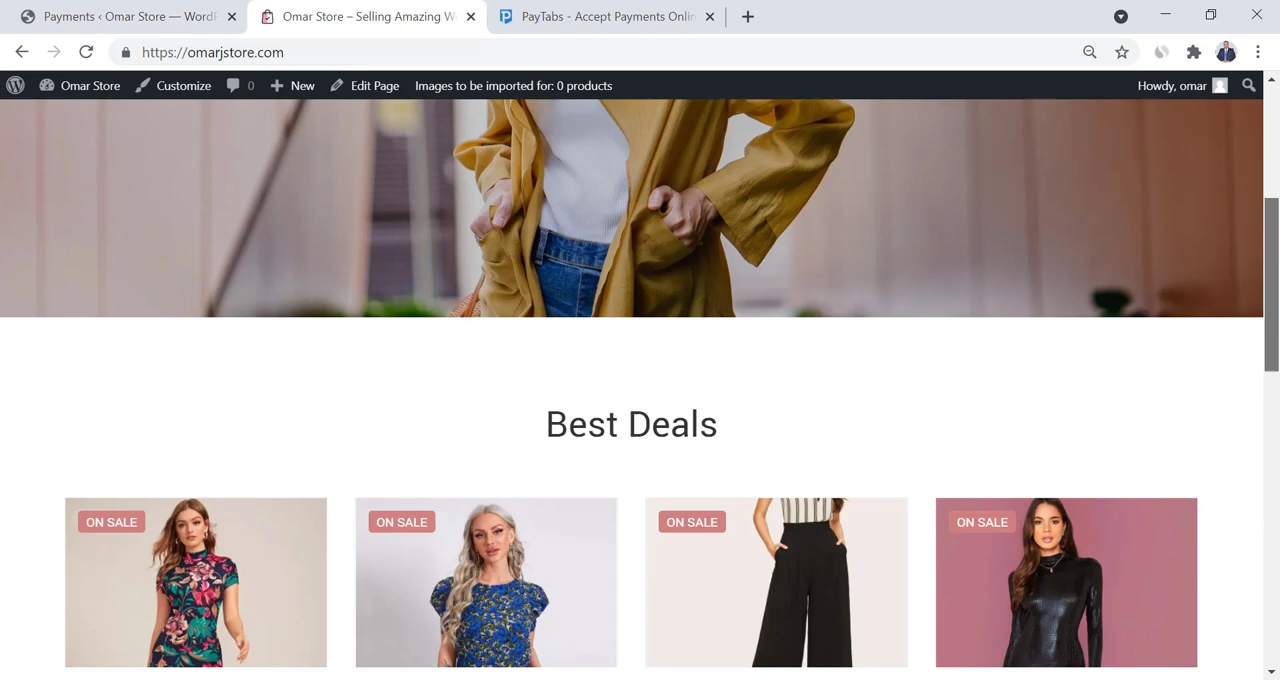 Payments ‹ Omar Store — WordP
Omar Store – Selling Amazing W
PayTabs - Accept Payments Onlin
https://omarjstore.com
Omar Store
Customize
0
New
Edit Page
Images to be imported for: 0 products
Howdy, omar
Best Deals
ON SALE
ON SALE
ON SALE
ON SALE